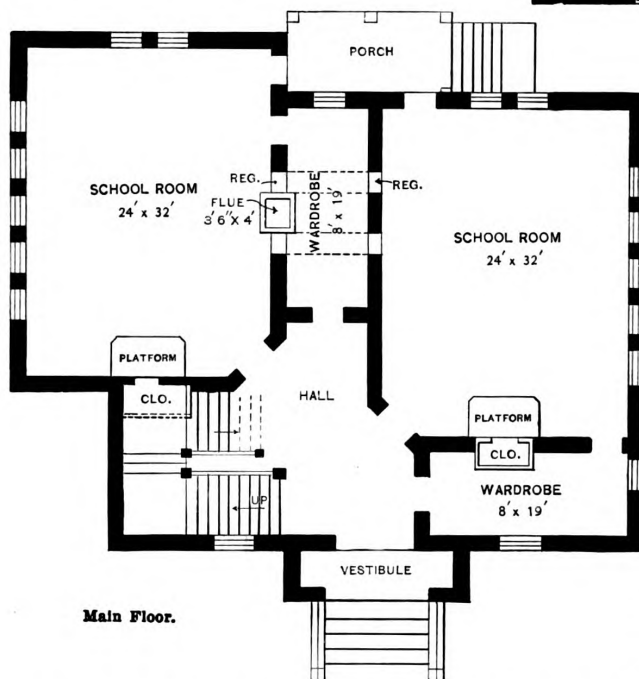 PORCH
REG.
REG.
SCHOOL ROOM
24' x 32'
FLUE
3' 6" X 4'
WARDROBE
8' x 19'
SCHOOL ROOM
24' x 32'
PLATFORM
CLO.
HALL
PLATFORM
CLO.
UP
WARDROBE
8' x 19'
VESTIBULE
Main Floor.